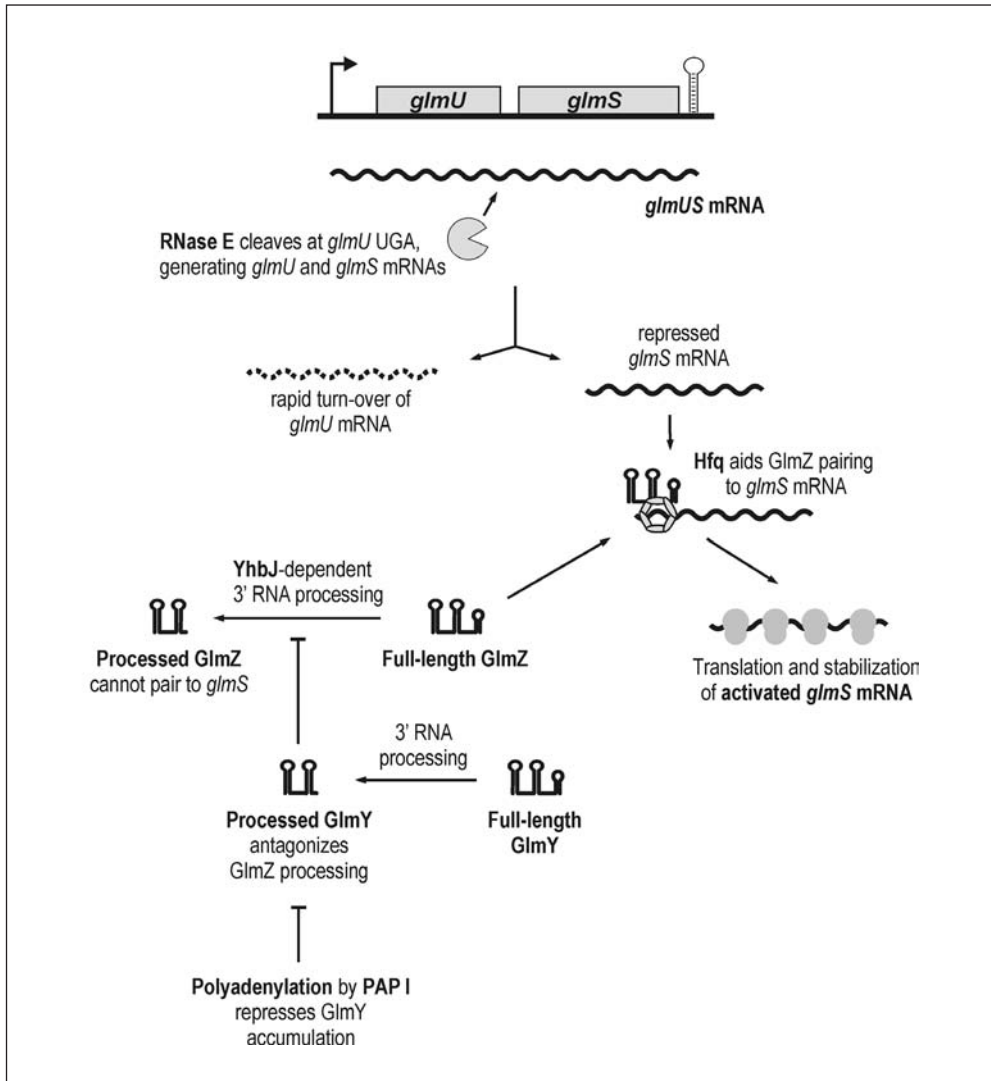 glmU
glmS
glmUS mRNA
RNase E cleaves at glmU UGA,
generating glmU and glmS mRNAs
repressed
glmS mRNA
rapid turn-over of
glmU mRNA
Hfq aids GlmZ pairing
to glmS mRNA
YhbJ-dependent
3' RNA processing
Processed GlmZ
cannot pair to glmS
Full-length GlmZ
Translation and stabilization
of activated glmS mRNA
3' RNA
processing
Processed GlmY
antagonizes
GlmZ processing
Full-length
GlmY
Polyadenylation by PAP I
represses GlmY
accumulation